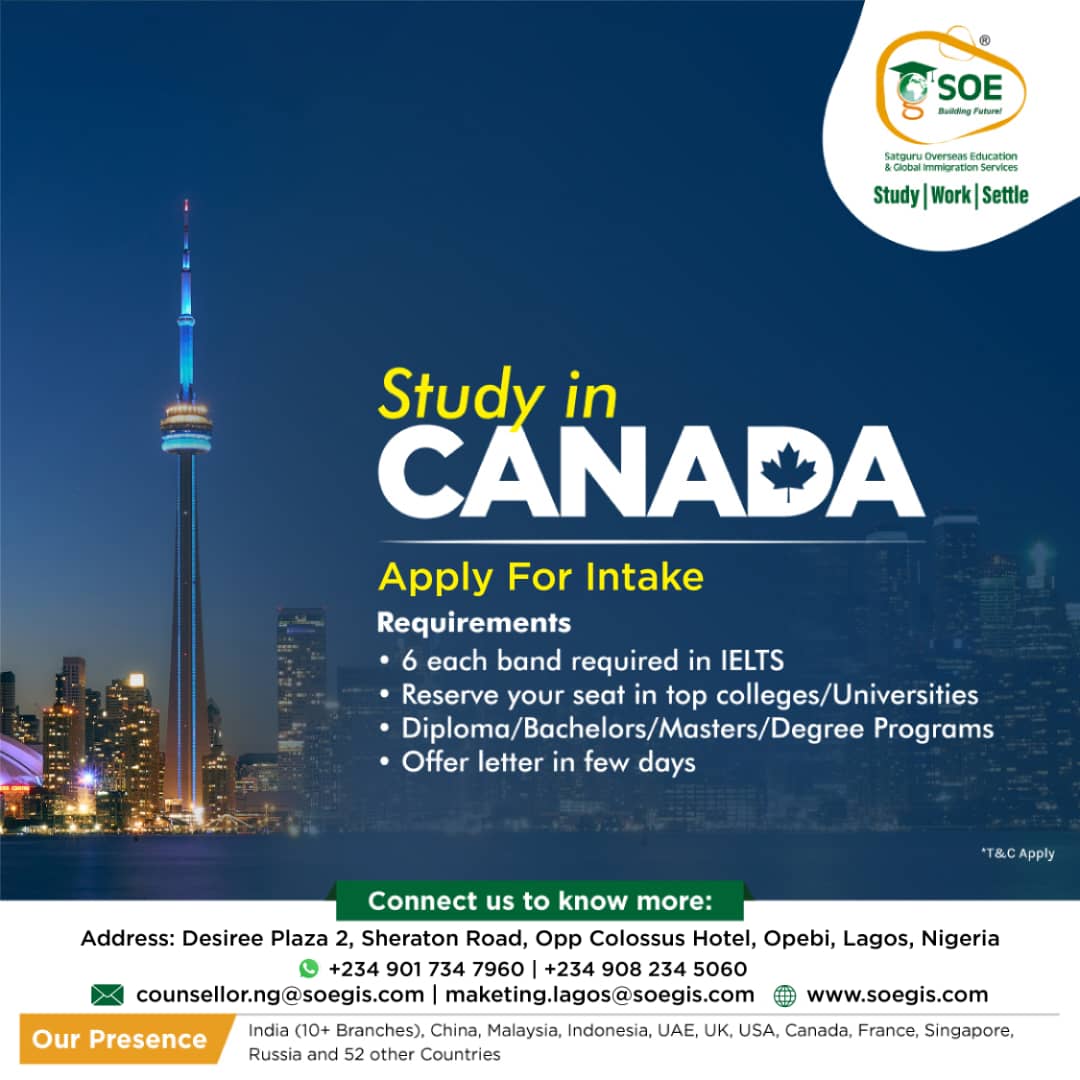 ®
SOE
Building Future!
Satguru Overseas Education
& Global Immigration Services
Study|Work|Settle
Study in
CANADA
Apply For Intake
Requirements
• 6 each band required in IELTS
• Reserve your seat in top colleges/Universities
• Diploma/Bachelors/Masters/Degree Programs
• Offer letter in few days
*T&C Apply
Connect us to know more:
Address: Desiree Plaza 2, Sheraton Road, Opp Colossus Hotel, Opebi, Lagos, Nigeria
+234 901 734 7960 | +234 908 234 5060
counsellor.ng@soegis.com | maketing.lagos@soegis.com www.soegis.com
Our Presence
India (10+ Branches), China, Malaysia, Indonesia, UAE, UK, USA, Canada, France, Singapore,
Russia and 52 other Countries